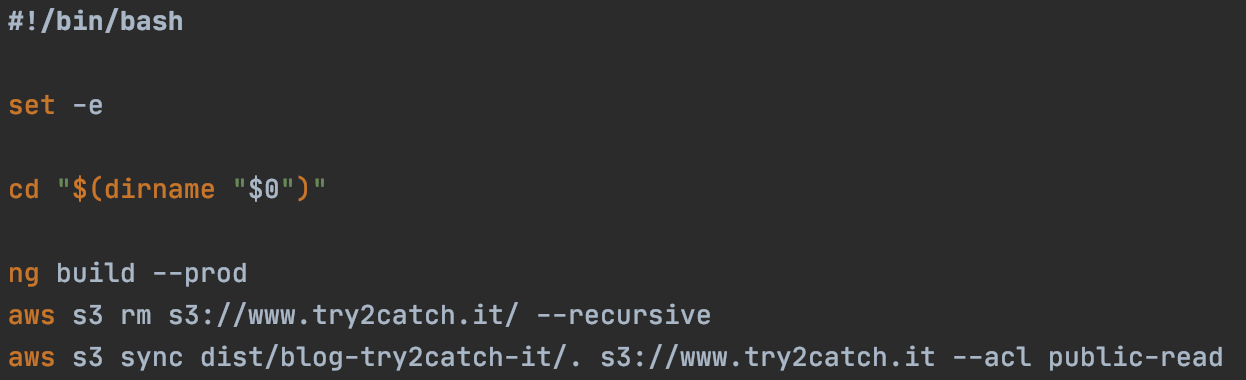 #!/bin/bash
set -e
cd "$(dirname "$0")"
ng build --prod
aws s3 rm s3://www.try2catch.it/ --recursive
aws s3 sync dist/blog-try2catch-it/. s3://www.try2catch.it --acl public-read